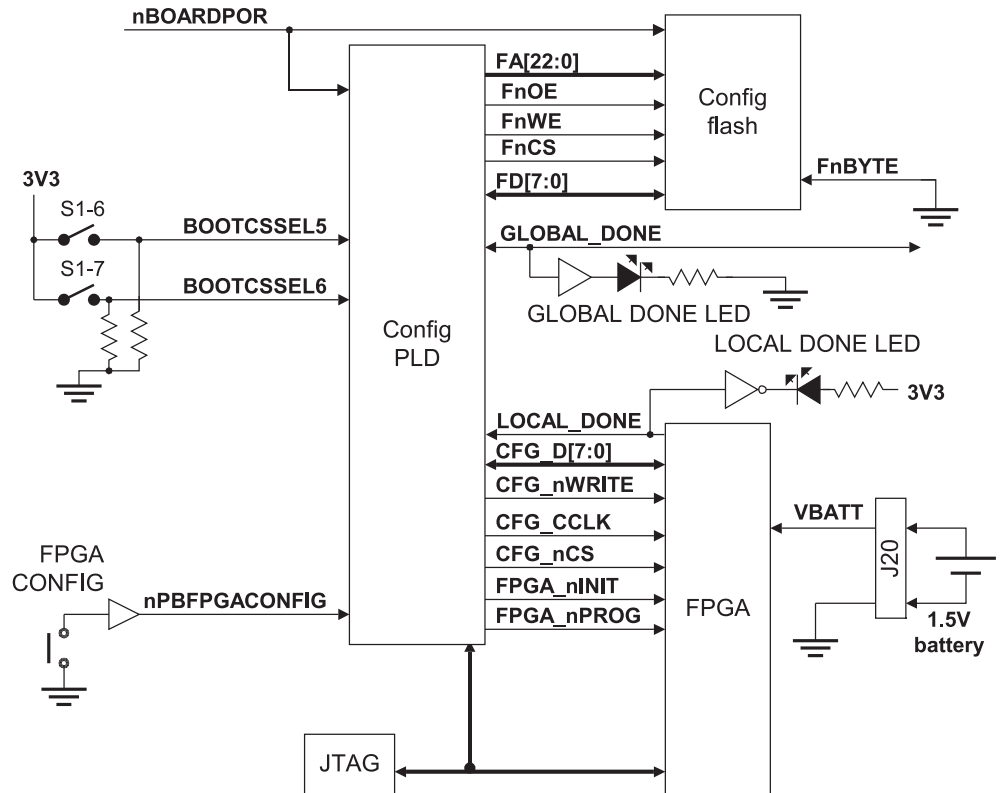 nBOARDPOR
FA[22:0]
FnOE
FnWE
FnCS
FD[7:0]
Config
flash
FnBYTE
3V3
S1-6
BOOTCSSEL5
S1-7
BOOTCSSEL6
Config
PLD
GLOBAL_DONE
GLOBAL DONE LED
LOCAL DONE LED
3V3
LOCAL_DONE
CFG_D[7:0]
CFG_nWRITE
CFG_CCLK
CFG_nCS
FPGA_nINIT
FPGA_nPROG
FPGA
VBATT
J20
1.5V
battery
FPGA
CONFIG
nPBFPGACONFIG
JTAG